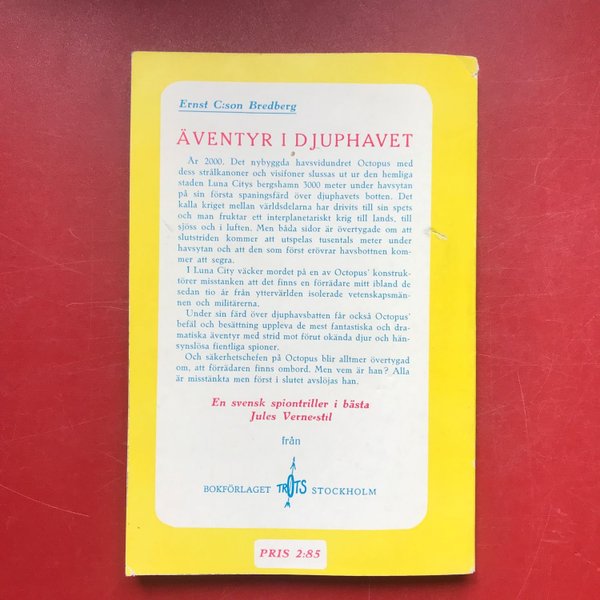 Ernst C:son Bredberg
ÄVENTYR I DJUPHAVET
År 2000. Det nybyggda havsvidundret Octopus med
dess strålkanoner och visifoner slussas ut ur den hemliga
staden Luna Citys bergshamn 3000 meter under havsytan
på sin första spaningsfärd över djuphavets botten. Det
kalla kriget mellan världsdelarna har drivits till sin spets
och man fruktar ett interplanetariskt krig till lands, till
sjöss och i luften. Men båda sidor är övertygade om att
slutstriden kommer att utspelas tusentals meter under
havsytan och att den som först erövrar havsbottnen kom-
mer att segra.
I Luna City väcker mordet på en av Octopus' konstruk-
törer misstanken att det finns en förrädare mitt ibland de
sedan tio år från yttervärlden isolerade vetenskapsmän-
nen och militärerna.
Under sin färd över djuphavsbatten får också Octopus'
befäl och besättning uppleva de mest fantastiska och dra-
matiska äventyr med strid mot förut okända djur och hän-
synslösa fientliga spioner.
Och säkerhetschefen på Octopus blir alltmer övertygad
om, att förrädaren finns ombord. Men vem är han? Alla
är misstänkta men först i slutet avslöjas han.
En svensk spiontriller i bästa
Jules Verne-stil
från
BOKFÖRLAGET TROTS STOCKHOLM
PRIS 2:85